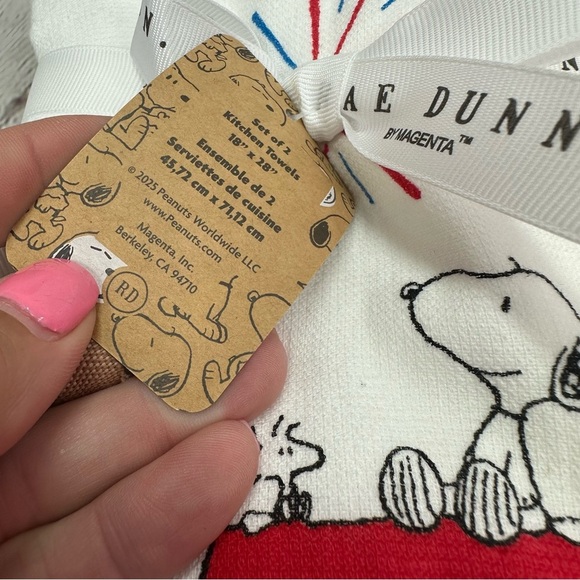 Set of 2
Kitchen Towels
18" x 28"
Ensemble de 2
Serviettes de cuisine
45,72 cm x 71,12 cm
© 2025 Peanuts Worldwide LLC
www.Peanuts.com
Magenta, Inc.
Berkeley, CA 94710
RD
AE DUNN
BY MAGENTA™
N.